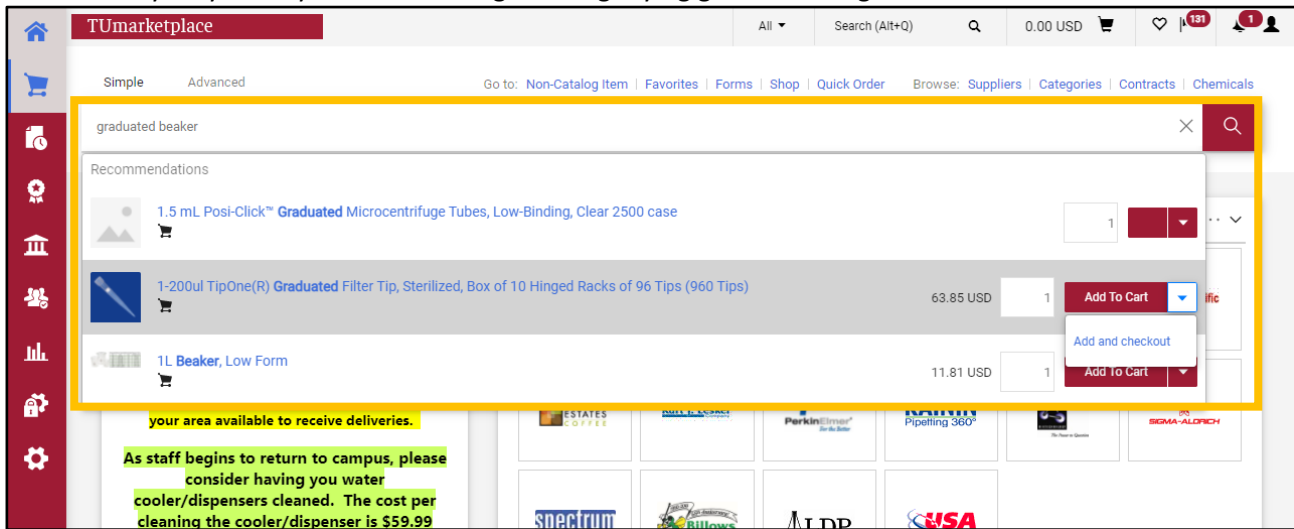 TUmarketplace
All
Search (Alt+Q)
0.00 USD
131
1
Simple
Advanced
Go to: Non-Catalog Item | Favorites | Forms | Shop | Quick Order
Browse: Suppliers | Categories | Contracts | Chemicals
graduated beaker
Recommendations
1.5 mL Posi-Click™ Graduated Microcentrifuge Tubes, Low-Binding, Clear 2500 case
1
1-200ul TipOne(R) Graduated Filter Tip, Sterilized, Box of 10 Hinged Racks of 96 Tips (960 Tips)
63.85 USD
1
Add To Cart
Add and checkout
1L Beaker, Low Form
11.81 USD
1
Add To Cart
your area available to receive deliveries.
As staff begins to return to campus, please
consider having you water
cooler/dispensers cleaned. The cost per
cleaning the cooler/dispenser is $59.99
ESTATES
COFFEE
PerkinElmer
For the Better
RAININ
Pipetting 360°
SIGMA-ALDRICH
spectrum
Billows
USA